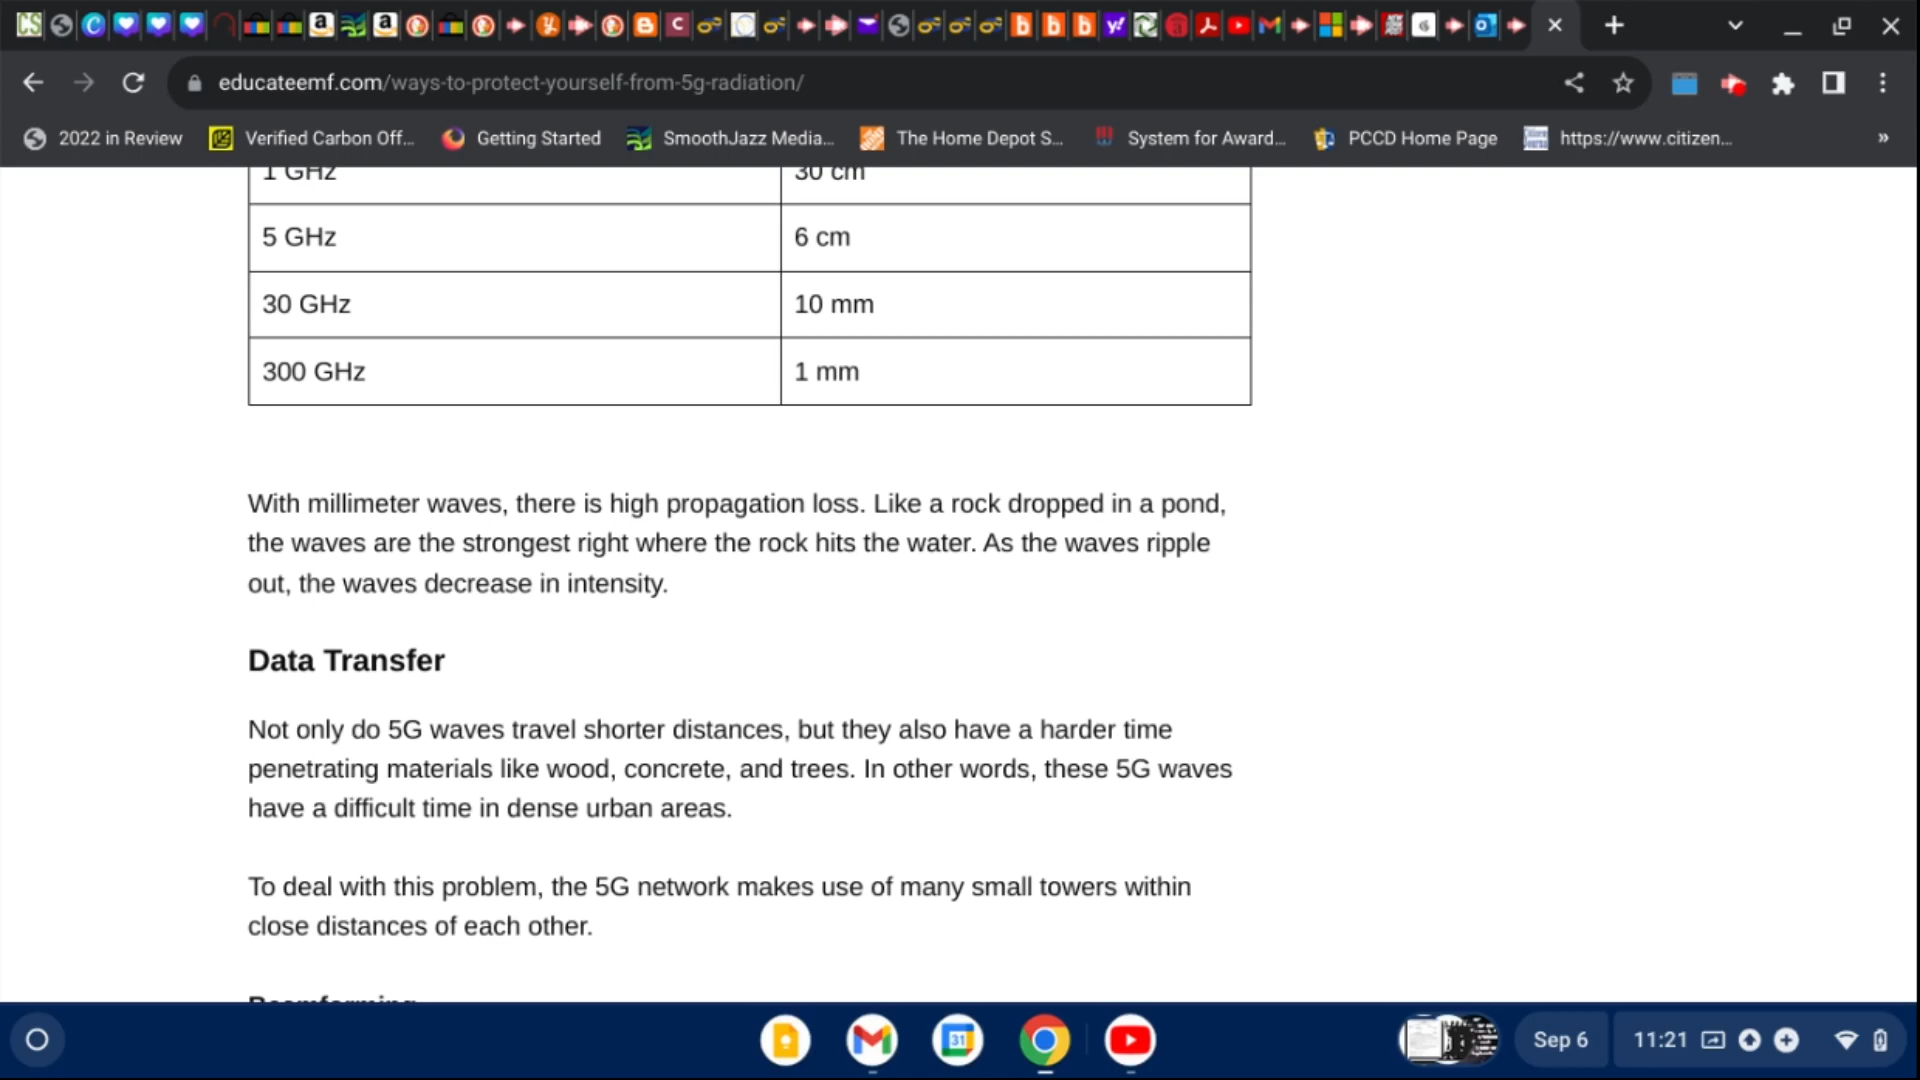 educateemf.com/ways-to-protect-yourself-from-5g-radiation/
2022 in Review
Verified Carbon Off...
Getting Started
SmoothJazz Media...
The Home Depot S...
System for Award...
PCCD Home Page
https://www.citizen...
»
1 GHz 30 cm
5 GHz 6 cm
30 GHz 10 mm
300 GHz 1 mm
With millimeter waves, there is high propagation loss. Like a rock dropped in a pond,
the waves are the strongest right where the rock hits the water. As the waves ripple
out, the waves decrease in intensity.
Data Transfer
Not only do 5G waves travel shorter distances, but they also have a harder time
penetrating materials like wood, concrete, and trees. In other words, these 5G waves
have a difficult time in dense urban areas.
To deal with this problem, the 5G network makes use of many small towers within
close distances of each other.
Beamforming
31
Sep 6
11:21